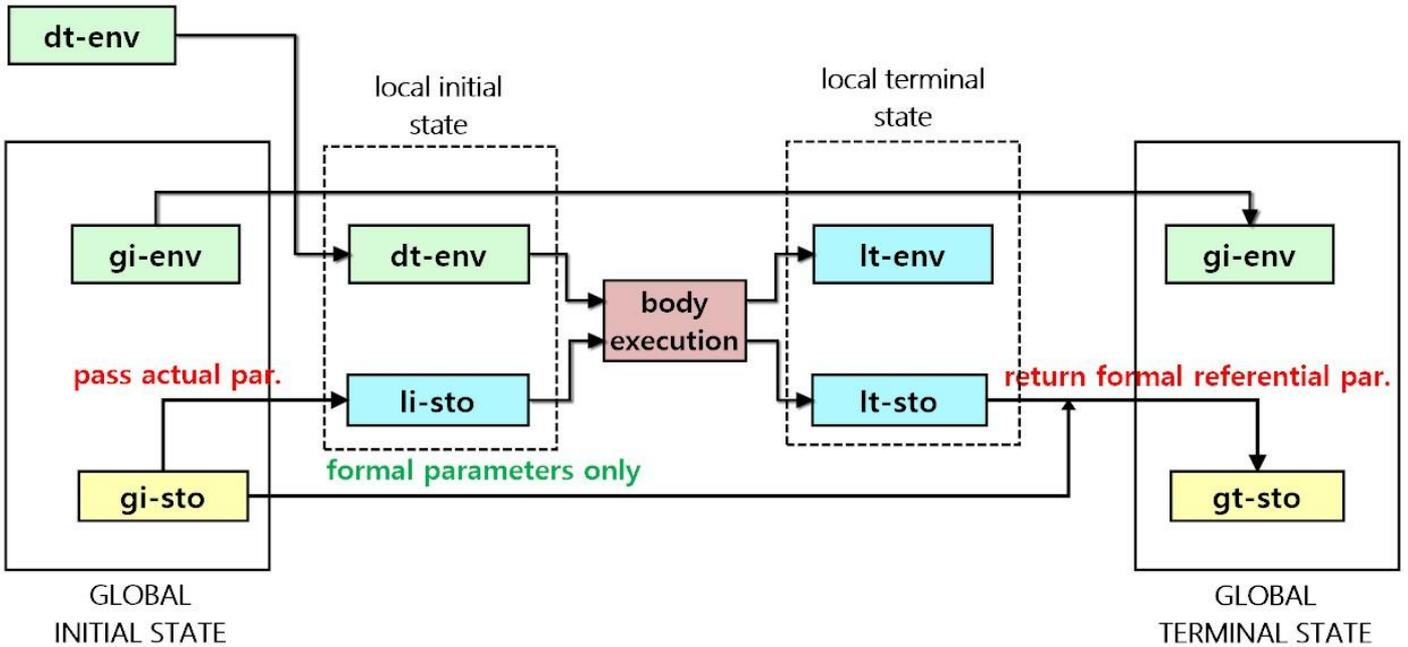 dt-env
local initial
state
local terminal
state
gi-env
dt-env
body
execution
lt-env
gi-env
pass actual par.
li-sto
lt-sto
return formal referential par.
formal parameters only
gi-sto
gt-sto
GLOBAL
INITIAL STATE
GLOBAL
TERMINAL STATE